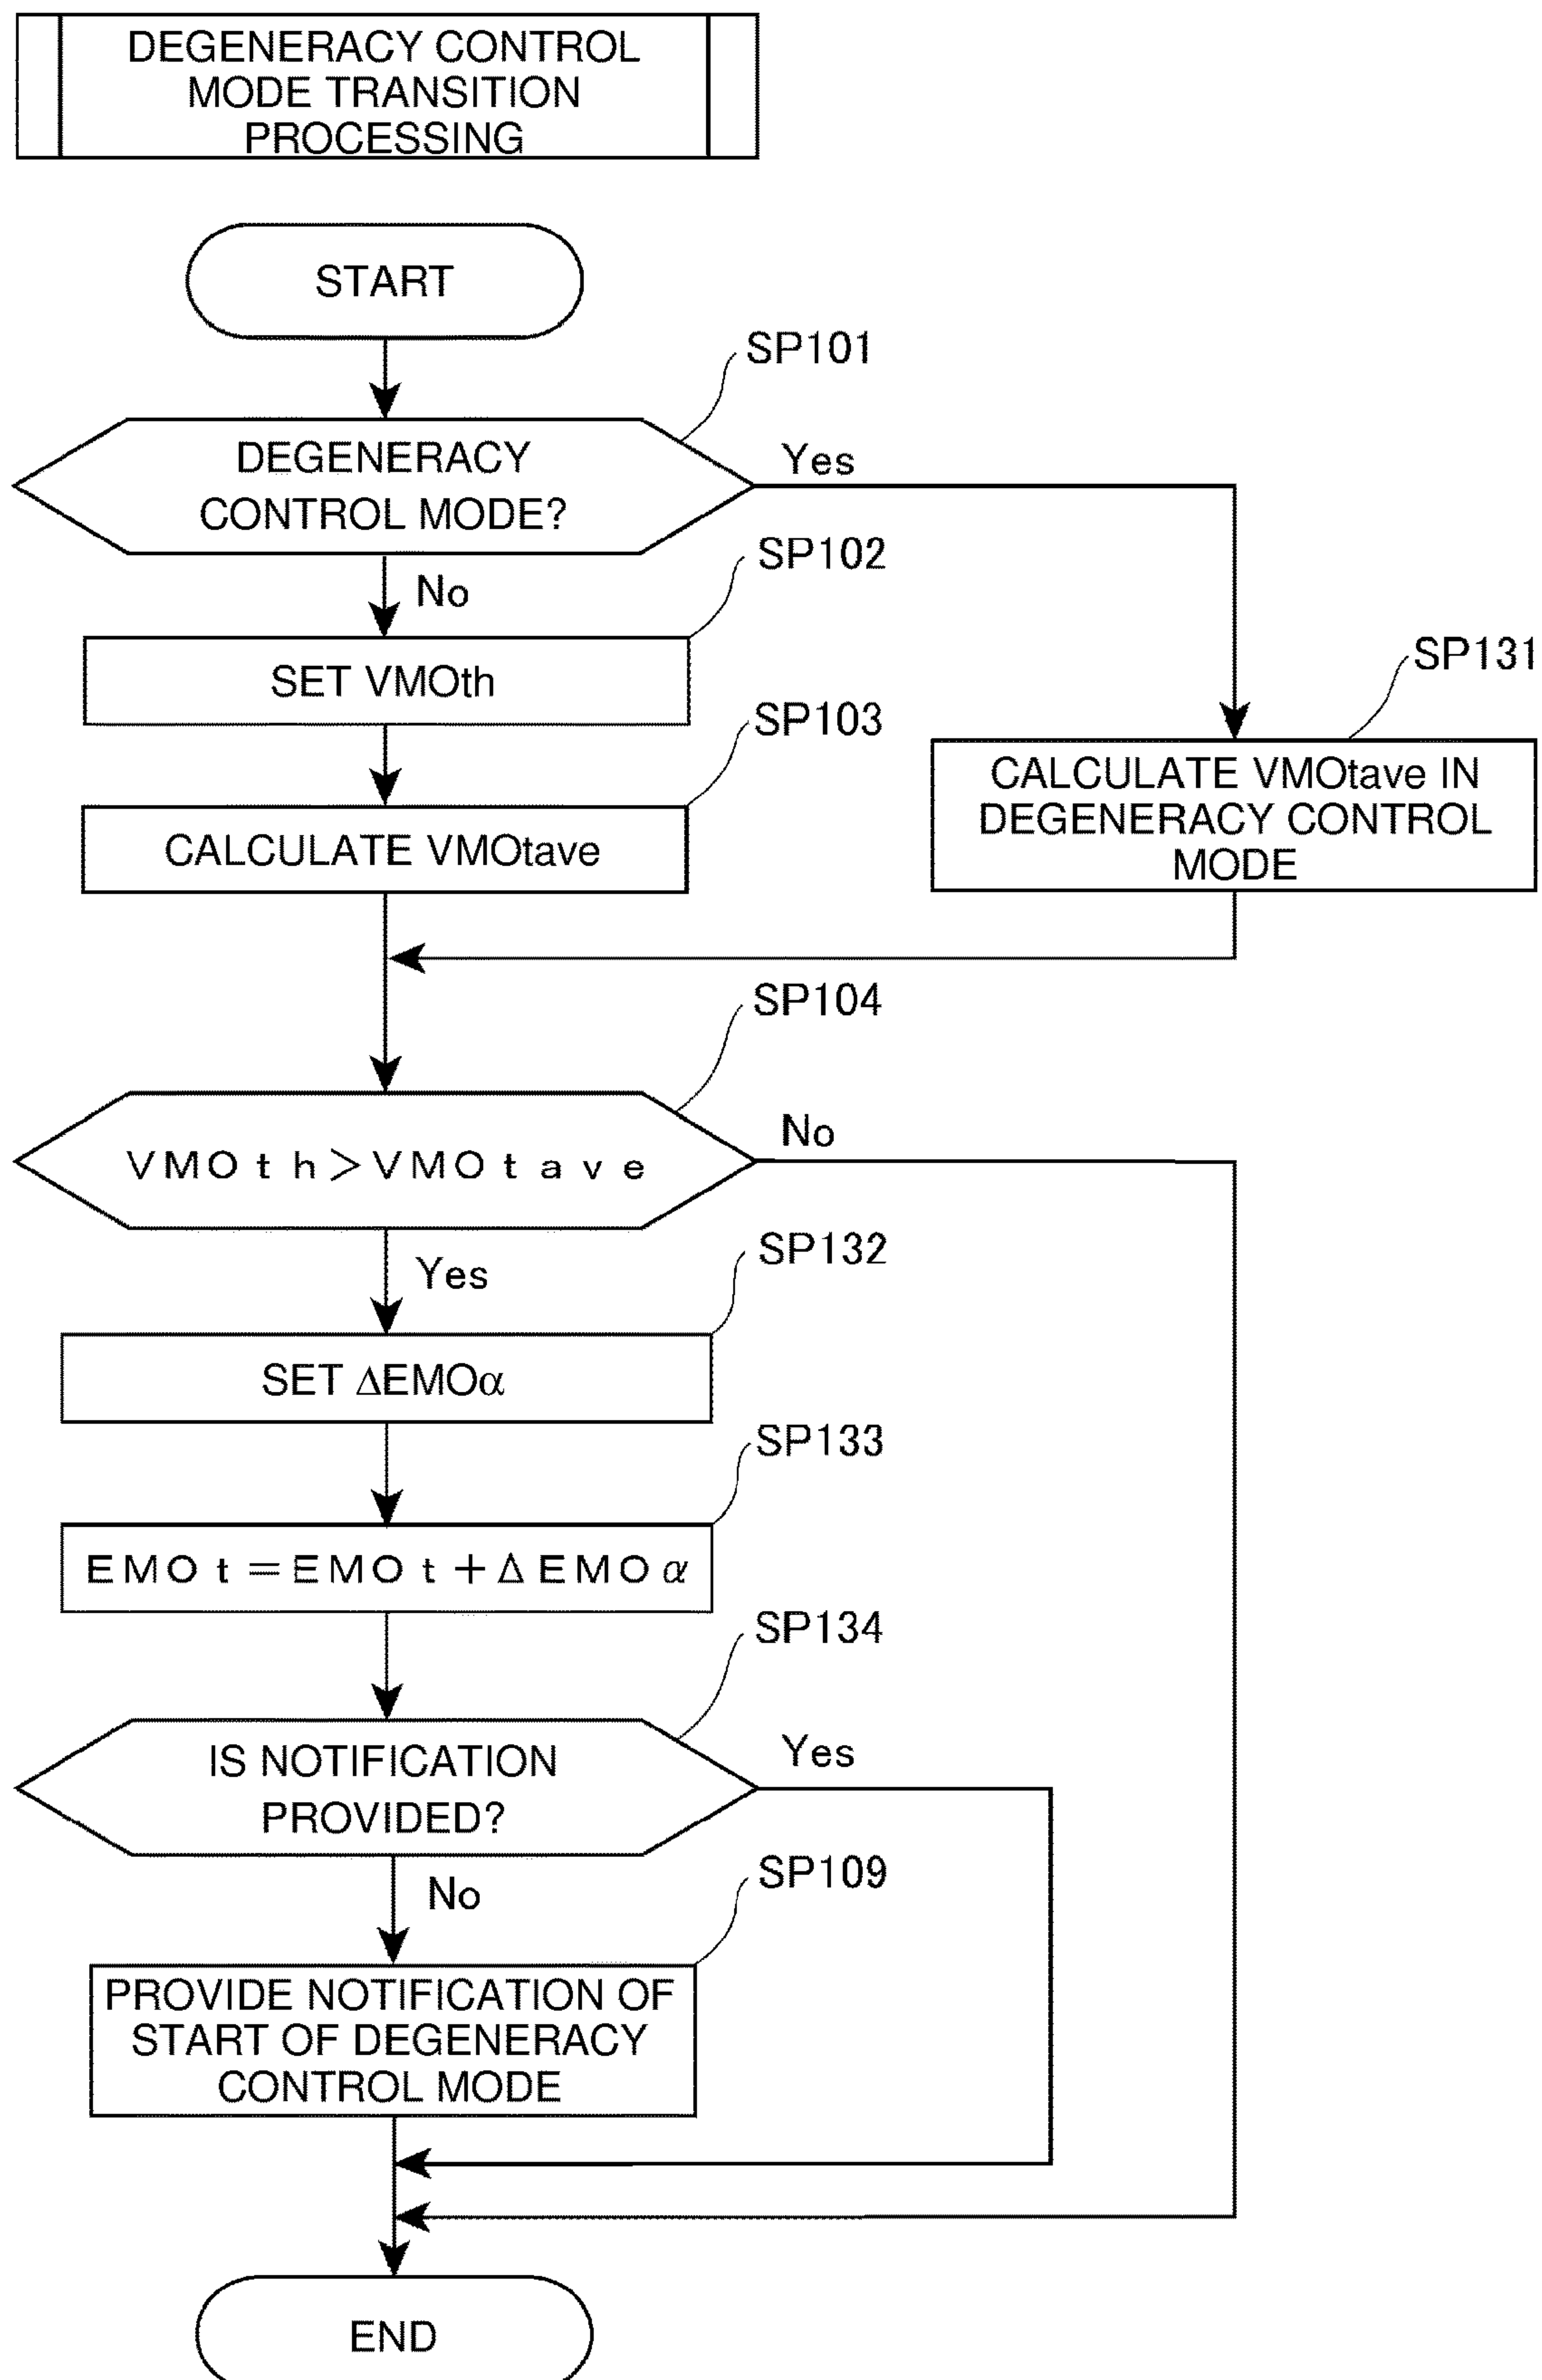 DEGENERACY CONTROL
MODE TRANSITION
PROCESSING
START
SP101
DEGENERACY
CONTROL MODE?
Yes
No
SP102
SET VMOth
SP103
CALCULATE VMOtave
SP131
CALCULATE VMOtave IN
DEGENERACY CONTROL
MODE
SP104
VMOth>VMOtave
No
Yes
SP132
SET ΔEMOα
SP133
EMOt=EMOt+ΔEMOα
SP134
IS NOTIFICATION
PROVIDED?
Yes
No
SP109
PROVIDE NOTIFICATION OF
START OF DEGENERACY
CONTROL MODE
END